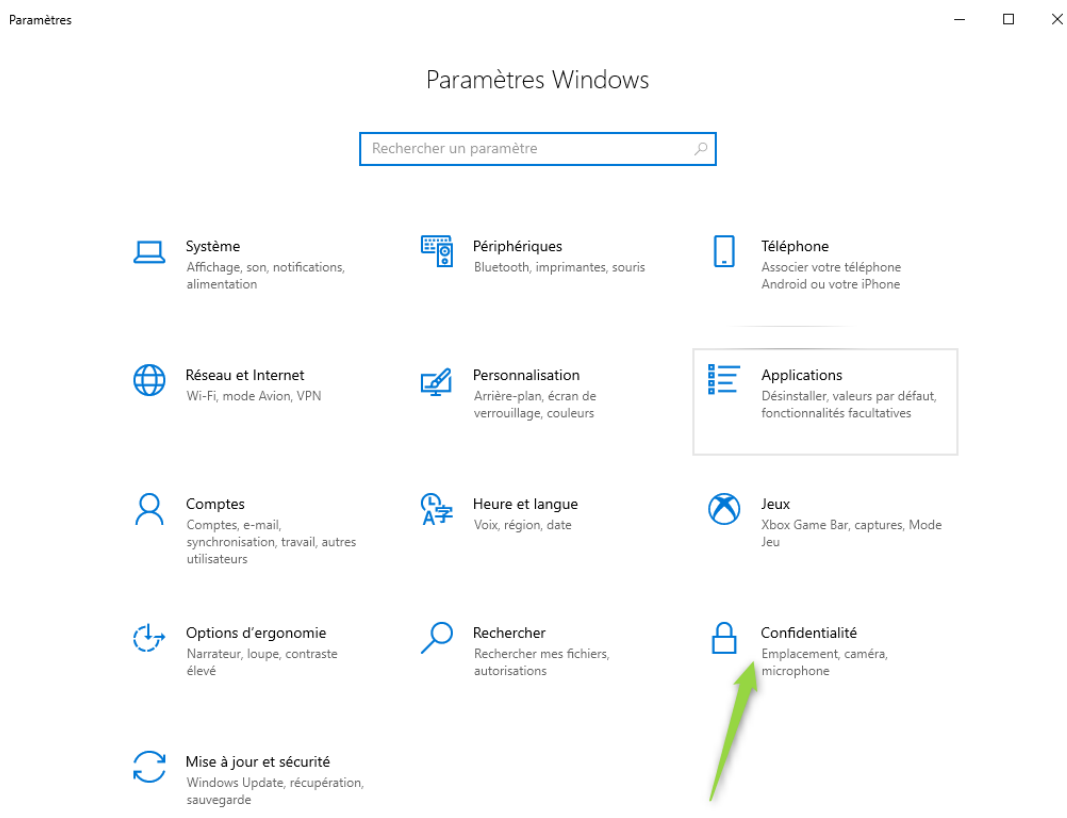 Paramètres
Paramètres Windows
Rechercher un paramètre
Système
Affichage, son, notifications,
alimentation
Périphériques
Bluetooth, imprimantes, souris
Téléphone
Associer votre téléphone
Android ou votre iPhone
Réseau et Internet
Wi-Fi, mode Avion, VPN
Personnalisation
Arrière-plan, écran de
verrouillage, couleurs
Applications
Désinstaller, valeurs par défaut,
fonctionnalités facultatives
Comptes
Comptes, e-mail,
synchronisation, travail, autres
utilisateurs
Heure et langue
Voix, région, date
Jeux
Xbox Game Bar, captures, Mode
Jeu
Options d’ergonomie
Narrateur, loupe, contraste
élevé
Rechercher
Rechercher mes fichiers,
autorisations
Confidentialité
Emplacement, caméra,
microphone
Mise à jour et sécurité
Windows Update, récupération,
sauvegarde